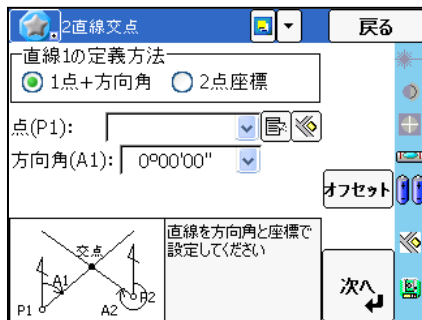 2直線交点
戻る
直線1の定義方法
1点+方向角 2点座標
点(P1):
方向角(A1): 0°00'00"
オフセット
直線を方向角と座標で
設定してください
交点
A1
P1
A2
P2
次へ